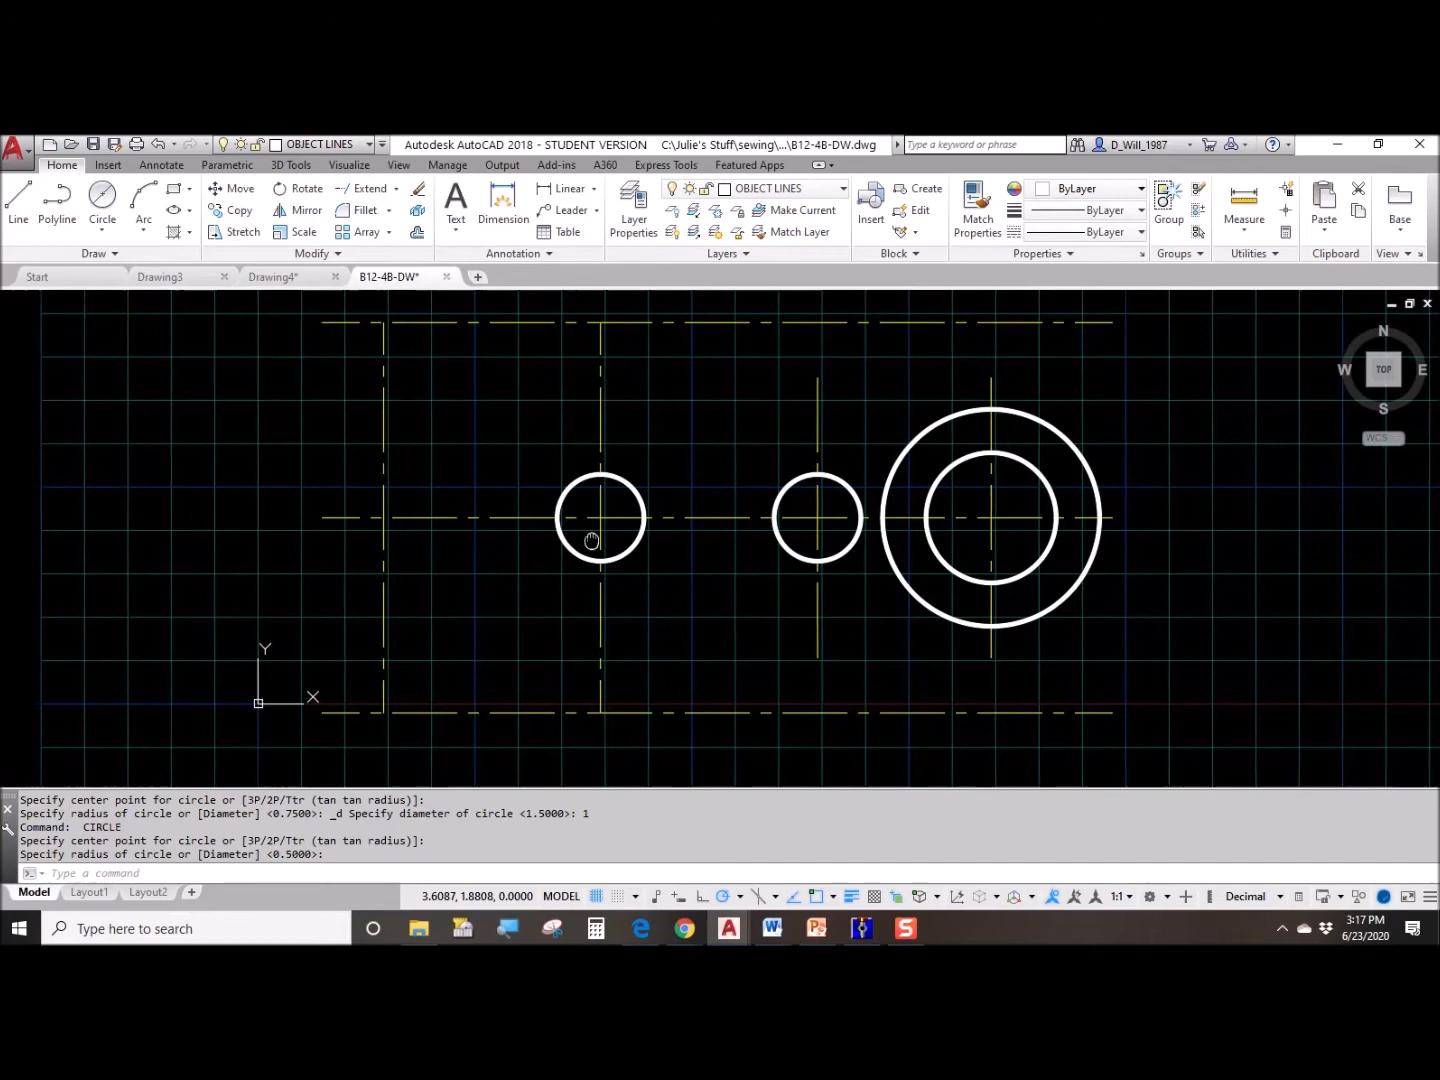 OBJECT LINES
Autodesk AutoCAD 2018 - STUDENT VERSION C:\Julie's Stuff\sewing\...\B12-4B-DW.dwg
Type a keyword or phrase
D_Will_1987
Home Insert Annotate Parametric 3D Tools Visualize View Manage Output Add-ins A360 Express Tools Featured Apps
Line Polyline Circle Arc
Move Rotate Extend
Copy Mirror Fillet
Stretch Scale Array
Text Dimension
Linear
Leader
Table
Layer Properties
OBJECT LINES
Make Current
Match Layer
Insert
Create
Edit
Match Properties
ByLayer
ByLayer
ByLayer
Group Measure Paste Base
Draw Modify Annotation Layers Block Properties Groups Utilities Clipboard View
Start Drawing3 Drawing4* B12-4B-DW*
N
W TOP E
S
WCS
Y
X
Specify center point for circle or [3P/2P/Ttr (tan tan radius)]:
Specify radius of circle or [Diameter] <0.7500>: _d Specify diameter of circle <1.5000>: 1
Command: CIRCLE
Specify center point for circle or [3P/2P/Ttr (tan tan radius)]:
Specify radius of circle or [Diameter] <0.5000>:
Type a command
Model Layout1 Layout2 +
3.6087, 1.8808, 0.0000 MODEL
1:1
Decimal
Type here to search
3:17 PM
6/23/2020